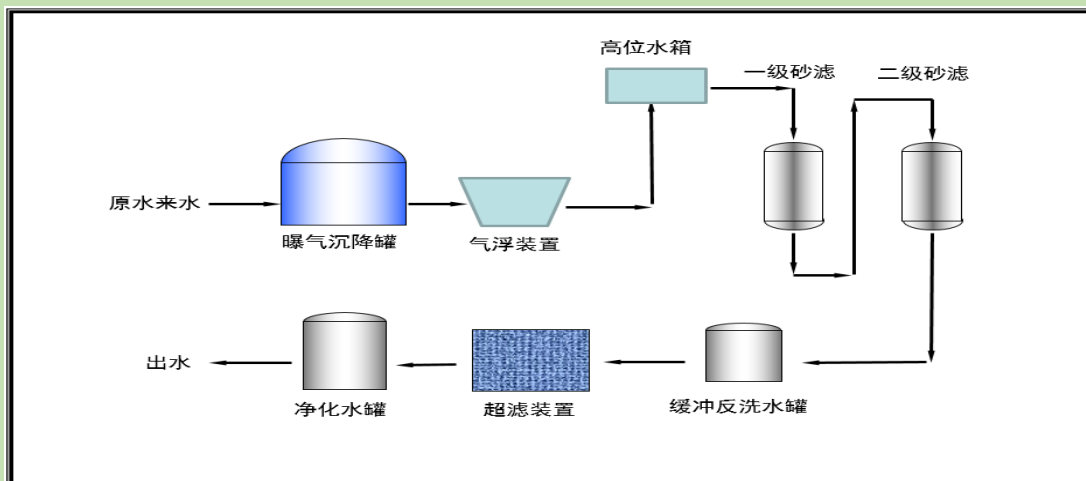 高位水箱
一级砂滤
二级砂滤
原水来水
曝气沉降罐
气浮装置
出水
净化水罐
超滤装置
缓冲反洗水罐